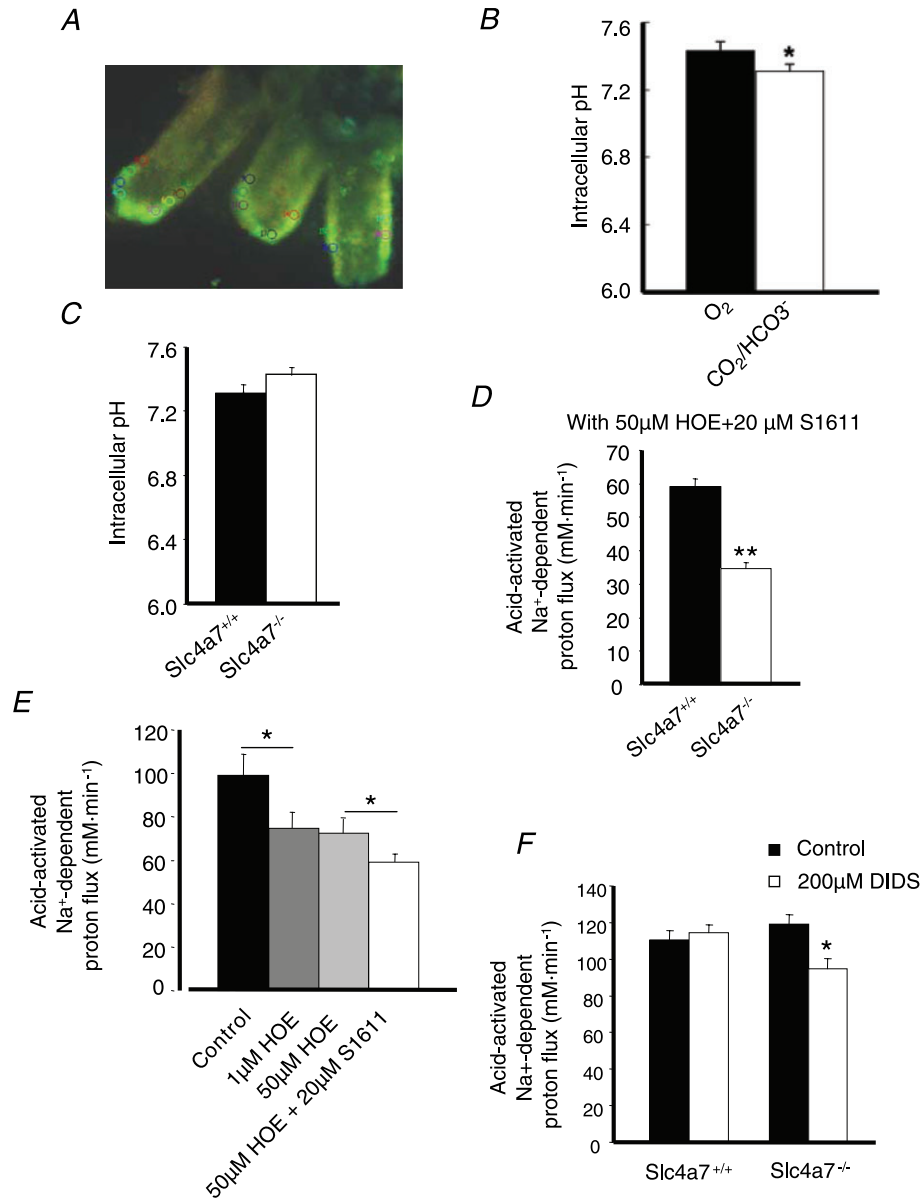 A
B
7.6
7.2
6.8
6.4
6.0
Intracellular pH
*
O2
CO2/HCO3-
C
7.6
7.2
6.8
6.4
6.0
Intracellular pH
Slc4a7+/+
Slc4a7-/-
D
With 50µM HOE+20 µM S1611
70
60
50
40
30
20
10
0
Acid-activated
Na+-dependent
proton flux (mM·min-1)
**
Slc4a7+/+
Slc4a7-/-
E
120
100
80
60
40
20
0
Acid-activated
Na+-dependent
proton flux (mM·min-1)
*
*
Control
1µM HOE
50µM HOE
50µM HOE + 20µM S1611
F
Control
200µM DIDS
140
120
100
80
60
120
40
20
0
Acid-activated
Na+-dependent
proton flux (mM·min-1)
*
Slc4a7+/+
Slc4a7-/-